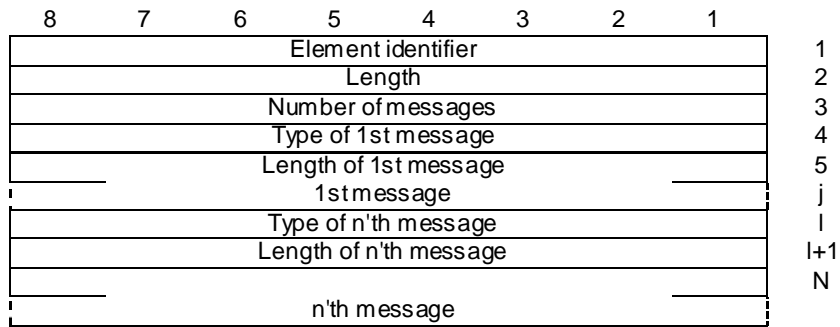 8 7 6 5 4 3 2 1
Element identifier 1
Length 2
Number of messages 3
Type of 1st message 4
Length of 1st message 5
1st message j
Type of n'th message l
Length of n'th message l+1
N
n'th message